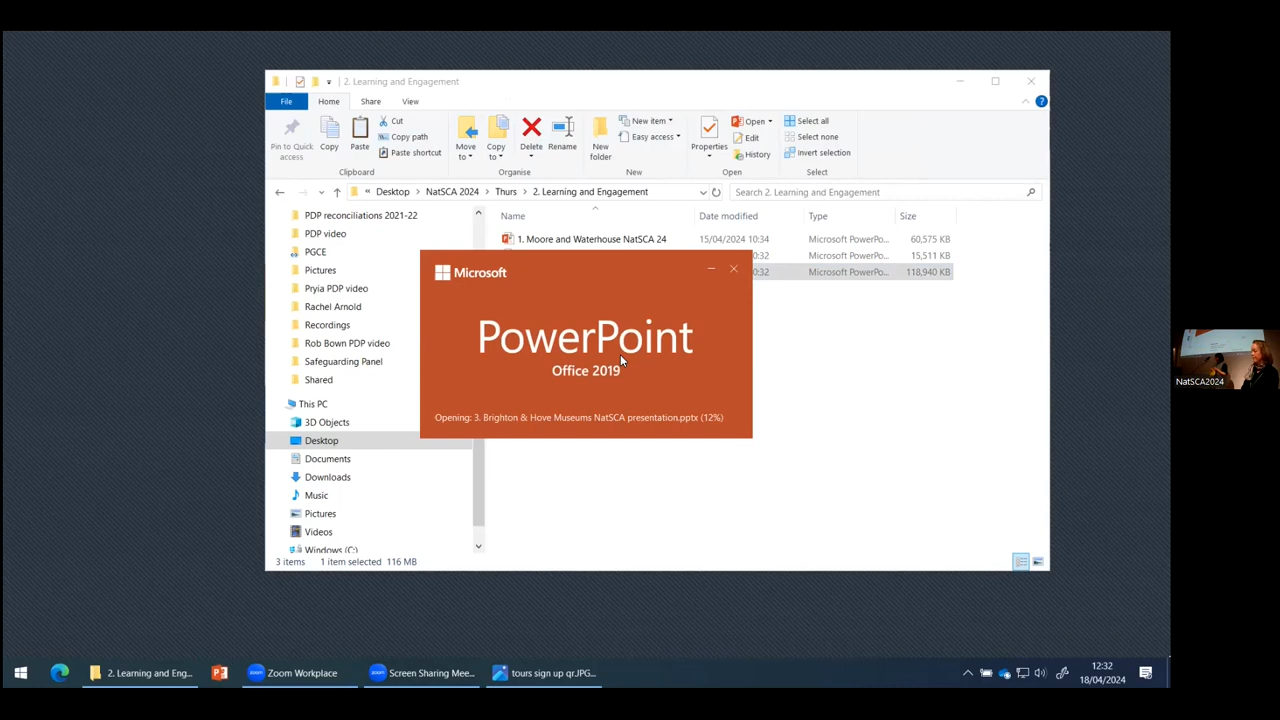 2. Learning and Engagement
File Home Share View
Pin to Quick access
Copy
Paste
Cut
Copy path
Paste shortcut
Move to
Copy to
Delete
Rename
New folder
New item
Easy access
Properties
Open
Edit
History
Select all
Select none
Invert selection
Clipboard Organise New Open Select
« Desktop > NatSCA 2024 > Thurs > 2. Learning and Engagement
Search 2. Learning and Engagement
Name Date modified Type Size
1. Moore and Waterhouse NatSCA 24 15/04/2024 10:34 Microsoft PowerPo... 60,575 KB
0:32 Microsoft PowerPo... 15,511 KB
0:32 Microsoft PowerPo... 118,940 KB
PDP reconciliations 2021-22
PDP video
PGCE
Pictures
Pryia PDP video
Rachel Arnold
Recordings
Rob Bown PDP video
Safeguarding Panel
Shared
This PC
3D Objects
Desktop
Documents
Downloads
Music
Pictures
Videos
Windows (C:)
Microsoft
PowerPoint
Office 2019
Opening: 3. Brighton & Hove Museums NatSCA presentation.pptx (12%)
3 items 1 item selected 116 MB
NatSCA2024
2. Learning and Eng...
Zoom Workplace
Screen Sharing Mee...
tours sign up qr.JPG...
12:32
18/04/2024